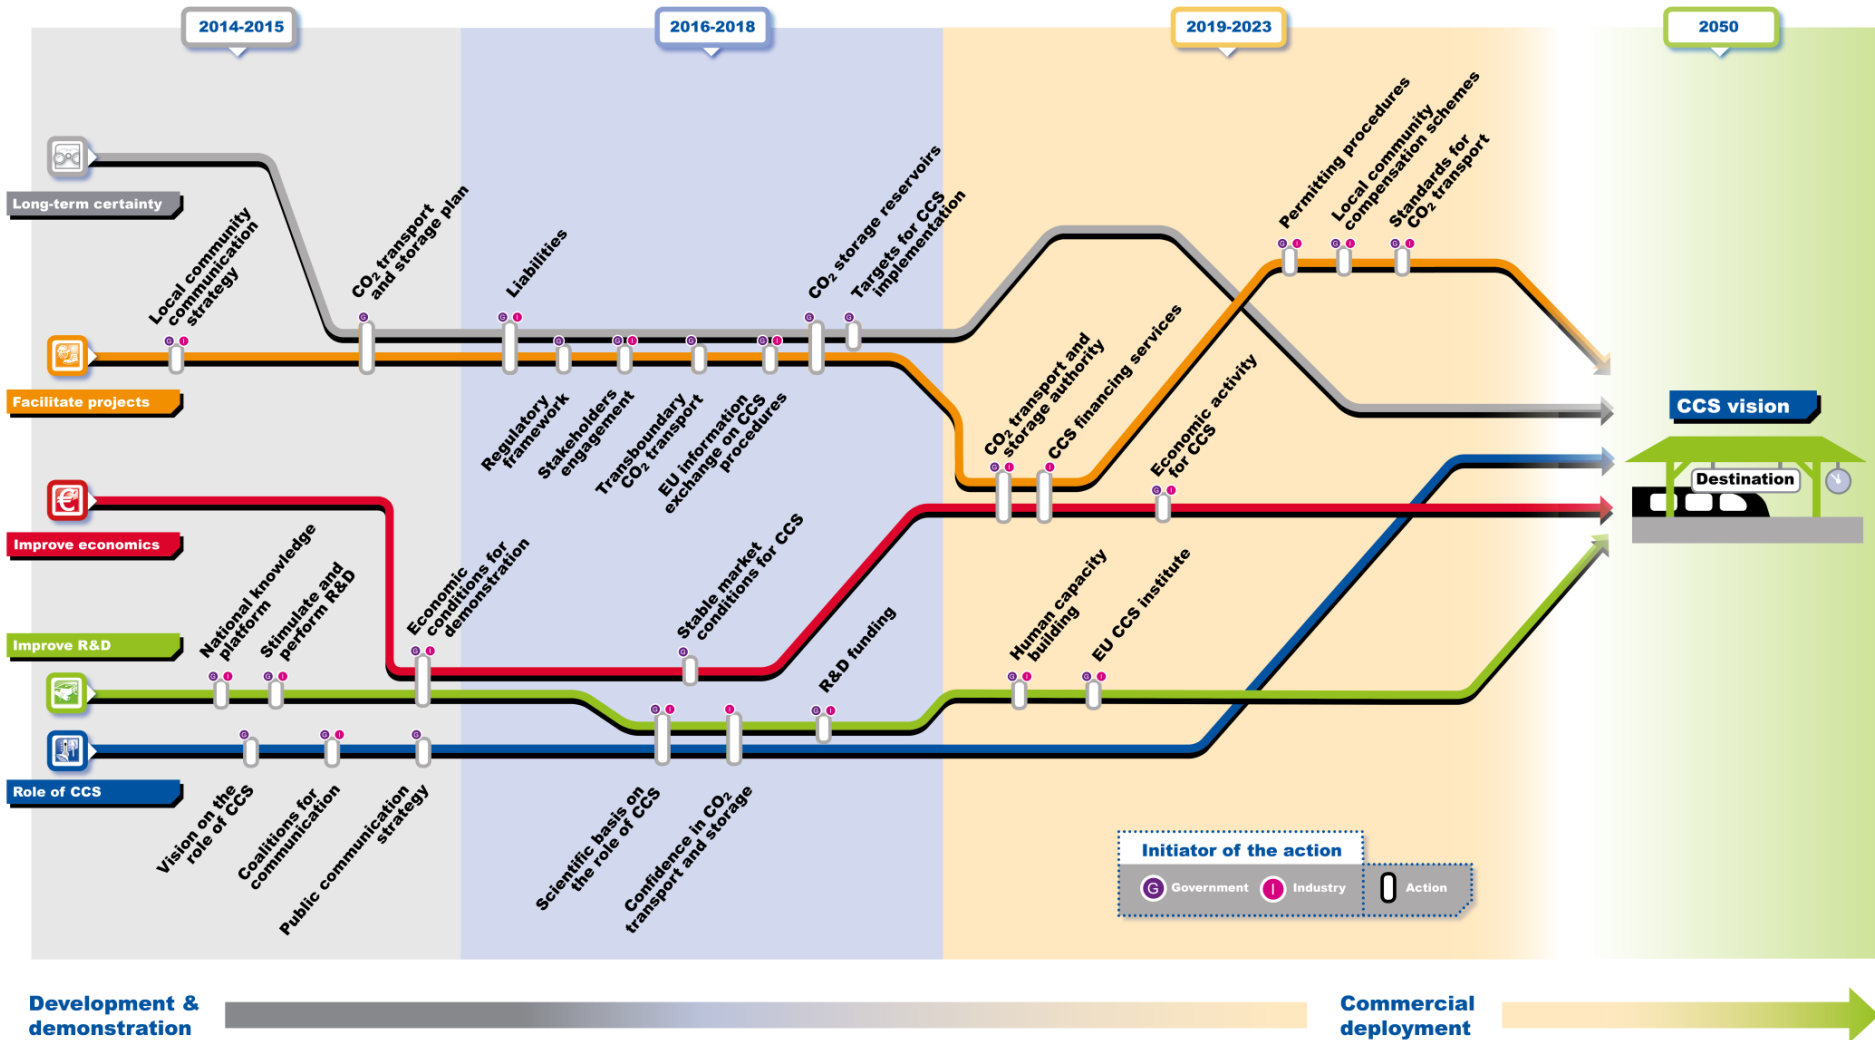 2014-2015
2016-2018
2019-2023
2050
Long-term certainty
Local community
communication
strategy
CO₂ transport
and storage plan
Liabilities
CO₂ storage reservoirs
Targets for CCS
implementation
Permitting procedures
Local community
compensation schemes
Standards for
CO₂ transport
G I
G
G I
G
G
G I
G I
G I
Facilitate projects
G I
G
G I
G
G I
Regulatory
framework
Stakeholders
engagement
Transboundary
CO₂ transport
EU information
exchange on CCS
procedures
CO₂ transport and
storage authority
CCS financing services
Economic activity
for CCS
G I
I
G I
CCS vision
Destination
€
Improve economics
National knowledge
platform
Stimulate and
perform R&D
Economic
conditions for
demonstration
Stable market
conditions for CCS
R&D funding
Human capacity
building
EU CCS institute
Improve R&D
G I
G I
G I
G
G I
G I
G I
G I
I
G
G I
G
Role of CCS
Vision on the
role of CCS
Coalitions for
communication
Public communication
strategy
Scientific basis on
the role of CCS
Confidence in CO₂
transport and storage
Initiator of the action
G Government
I Industry
Action
Development &
demonstration
Commercial
deployment